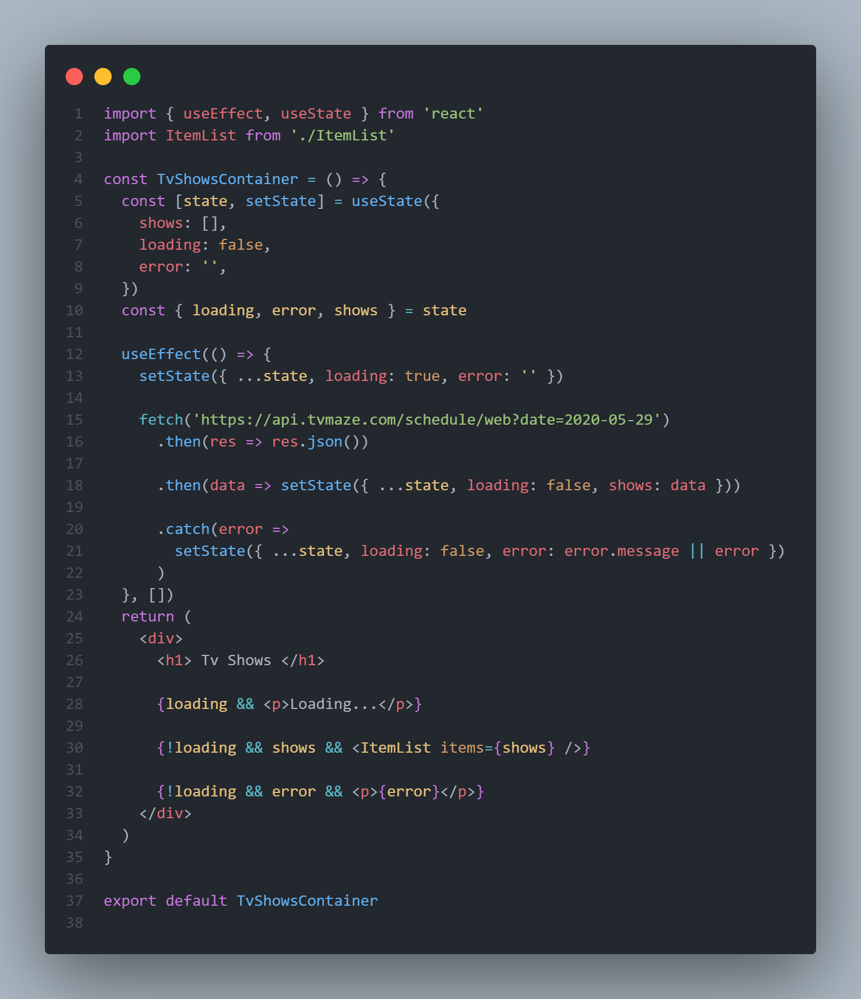 1 import { useEffect, useState } from 'react'
2 import ItemList from './ItemList'
3
4 const TvShowsContainer = () => {
5   const [state, setState] = useState({
6     shows: [],
7     loading: false,
8     error: '',
9   })
10   const { loading, error, shows } = state
11
12   useEffect(() => {
13     setState({ ...state, loading: true, error: '' })
14
15     fetch('https://api.tvmaze.com/schedule/web?date=2020-05-29')
16       .then(res => res.json())
17
18       .then(data => setState({ ...state, loading: false, shows: data }))
19
20       .catch(error =>
21         setState({ ...state, loading: false, error: error.message || error })
22       )
23   }, [])
24   return (
25     <div>
26       <h1> Tv Shows </h1>
27
28       {loading && <p>Loading...</p>}
29
30       {!loading && shows && <ItemList items={shows} />}
31
32       {!loading && error && <p>{error}</p>}
33     </div>
34   )
35 }
36
37 export default TvShowsContainer
38